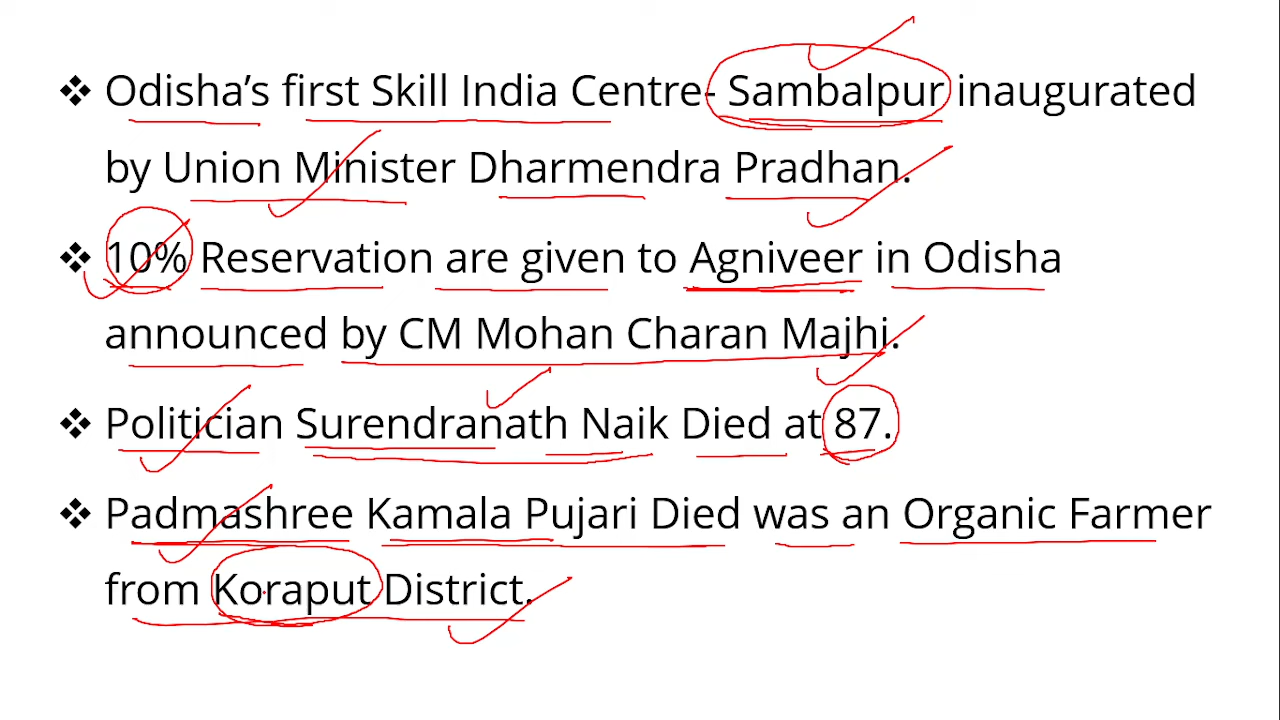 ❖ Odisha’s first Skill India Centre- Sambalpur inaugurated
by Union Minister Dharmendra Pradhan.
❖ 10% Reservation are given to Agniveer in Odisha
announced by CM Mohan Charan Majhi.
❖ Politician Surendranath Naik Died at 87.
❖ Padmashree Kamala Pujari Died was an Organic Farmer
from Koraput District.